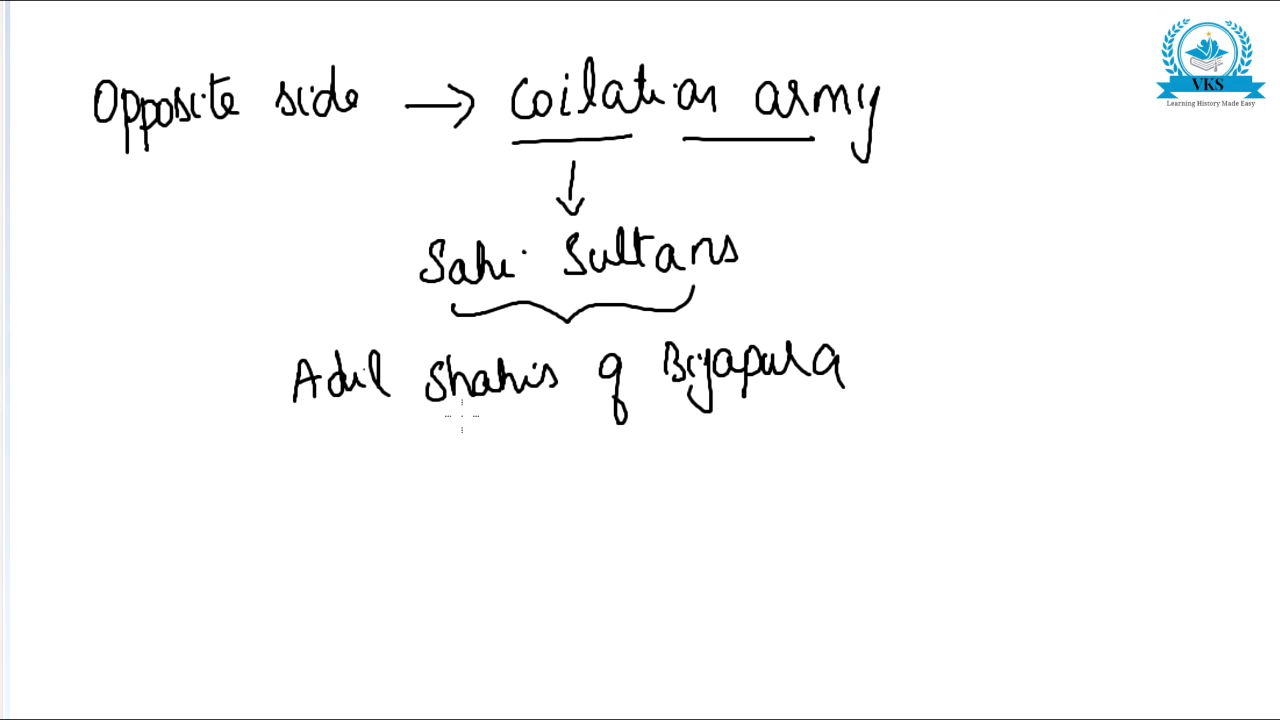 Opposite side → coilation army
VKS
Learning History Made Easy
↓
Sahi Sultans
Adil Shahis of Bijapura